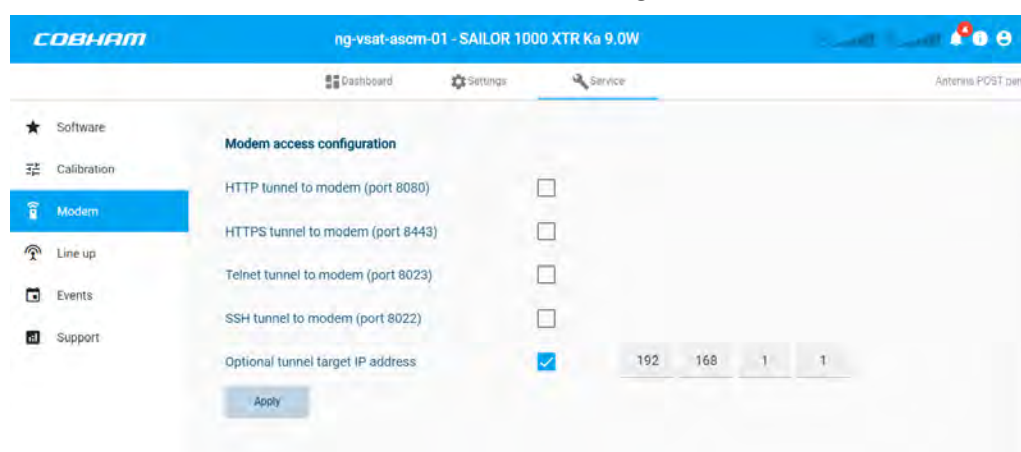 COBHAM
ng-vsat-ascm-01 - SAILOR 1000 XTR Ka 9.0W
Dashboard Settings Service Antenna POST pen
Software
Calibration
Modem
Line up
Events
Support
Modem access configuration
HTTP tunnel to modem (port 8080)
HTTPS tunnel to modem (port 8443)
Telnet tunnel to modem (port 8023)
SSH tunnel to modem (port 8022)
Optional tunnel target IP address 192 168 1 1
Apply